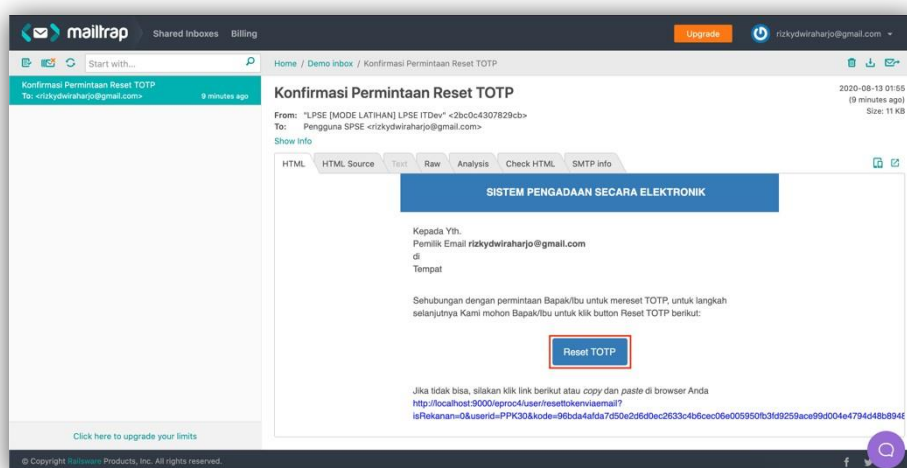 mailtrap
Shared Inboxes Billing
Upgrade
rizkydwiraharjo@gmail.com
Start with...
Home / Demo inbox / Konfirmasi Permintaan Reset TOTP
Konfirmasi Permintaan Reset TOTP
To: <rizkydwiraharjo@gmail.com> 9 minutes ago
Konfirmasi Permintaan Reset TOTP
2020-08-13 01:55
(9 minutes ago)
Size: 11 KB
From: "LPSE [MODE LATIHAN] LPSE ITDev" <2bc0c4307829cb>
To: Pengguna SPSE <rizkydwiraharjo@gmail.com>
Show Info
HTML HTML Source Text Raw Analysis Check HTML SMTP info
SISTEM PENGADAAN SECARA ELEKTRONIK
Kepada Yth.
Pemilik Email rizkydwiraharjo@gmail.com
di
Tempat
Sehubungan dengan permintaan Bapak/Ibu untuk mereset TOTP, untuk langkah
selanjutnya Kami mohon Bapak/Ibu untuk klik button Reset TOTP berikut:
Reset TOTP
Jika tidak bisa, silakan klik link berikut atau copy dan paste di browser Anda
http://localhost:9000/eproc4/user/resettokenviaemail?
isRekanan=0&userid=PPK30&kode=96bda4afda7d50e2d6d0ec2633c4b6cec06e005950fb3fd9259ace99d004e4794d48b8948
Click here to upgrade your limits
© Copyright Railsware Products, Inc. All rights reserved.